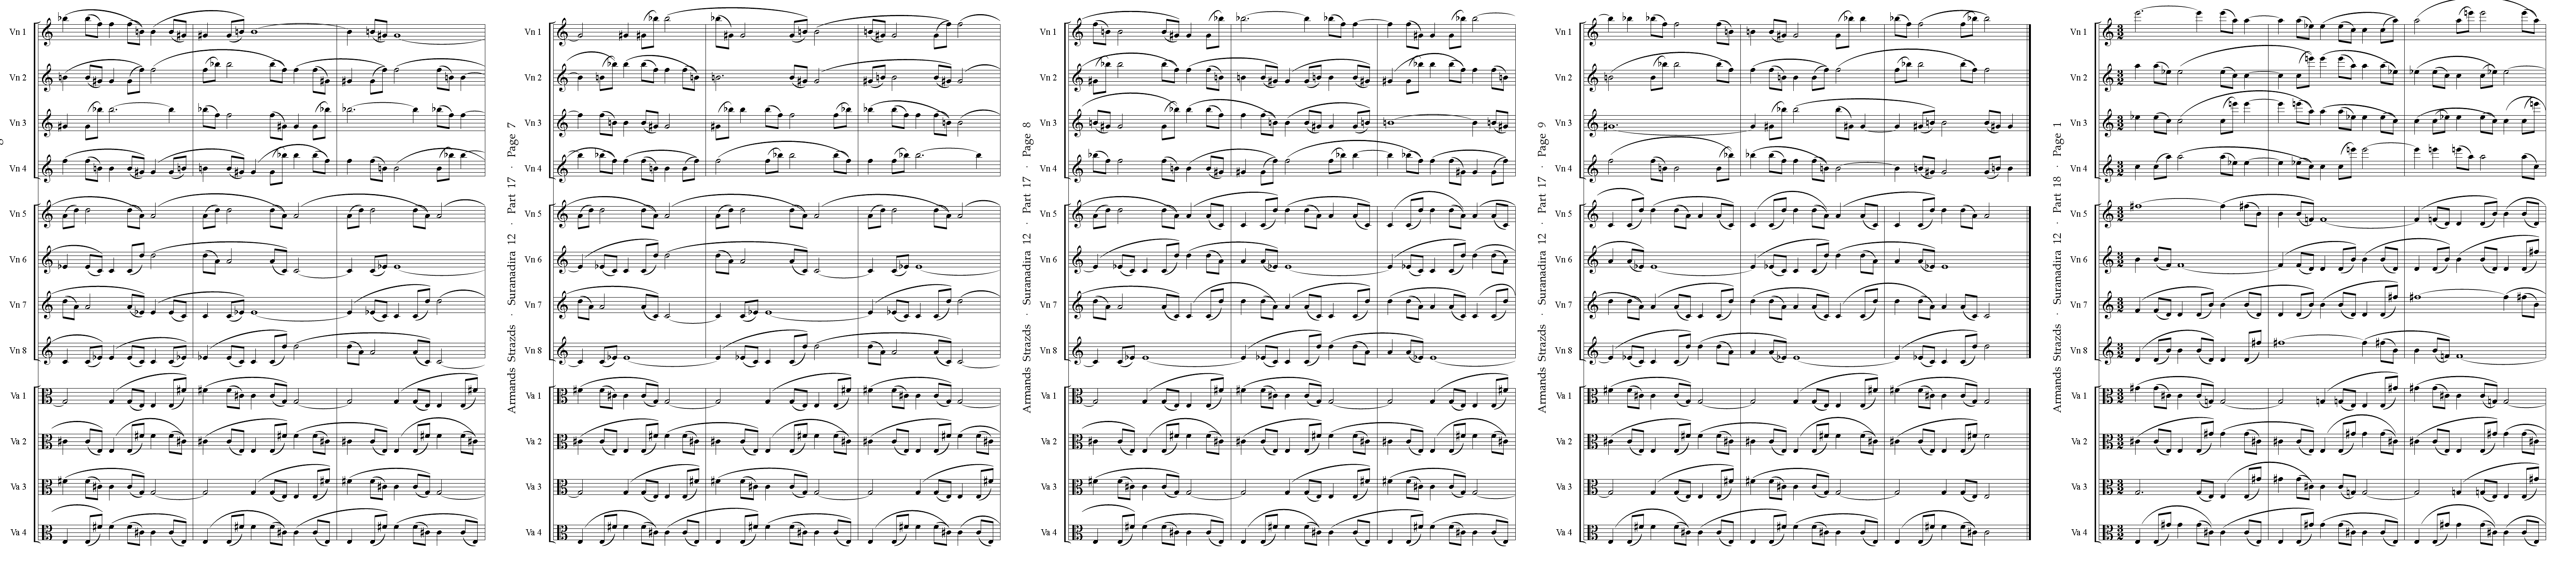 Vn 1
Vn 2
Vn 3
Vn 4
Vn 5
Vn 6
Vn 7
Vn 8
Va 1
Va 2
Va 3
Va 4
Armands Strazds · Suranadira 12 · Part 17 · Page 7
Vn 1
Vn 2
Vn 3
Vn 4
Vn 5
Vn 6
Vn 7
Vn 8
Va 1
Va 2
Va 3
Va 4
Armands Strazds · Suranadira 12 · Part 17 · Page 8
Vn 1
Vn 2
Vn 3
Vn 4
Vn 5
Vn 6
Vn 7
Vn 8
Va 1
Va 2
Va 3
Va 4
Armands Strazds · Suranadira 12 · Part 17 · Page 9
Vn 1
Vn 2
Vn 3
Vn 4
Vn 5
Vn 6
Vn 7
Vn 8
Va 1
Va 2
Va 3
Va 4
Armands Strazds · Suranadira 12 · Part 18 · Page 1
Vn 1
Vn 2
Vn 3
Vn 4
Vn 5
Vn 6
Vn 7
Vn 8
Va 1
Va 2
Va 3
Va 4